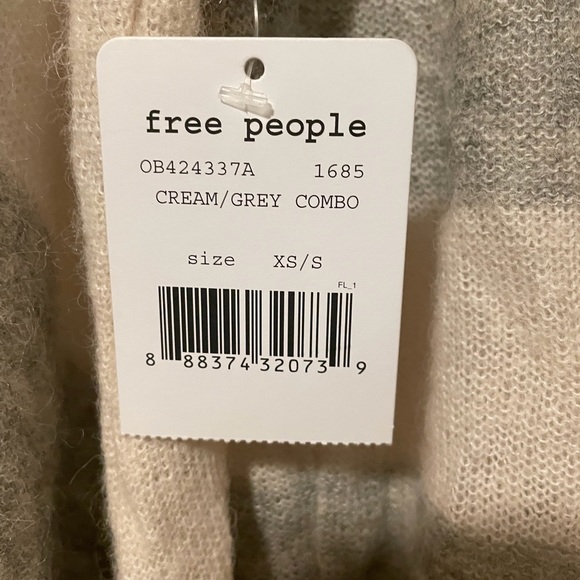 free people
OB424337A 1685
CREAM/GREY COMBO
size XS/S
FL_1
8 88374 32073 9